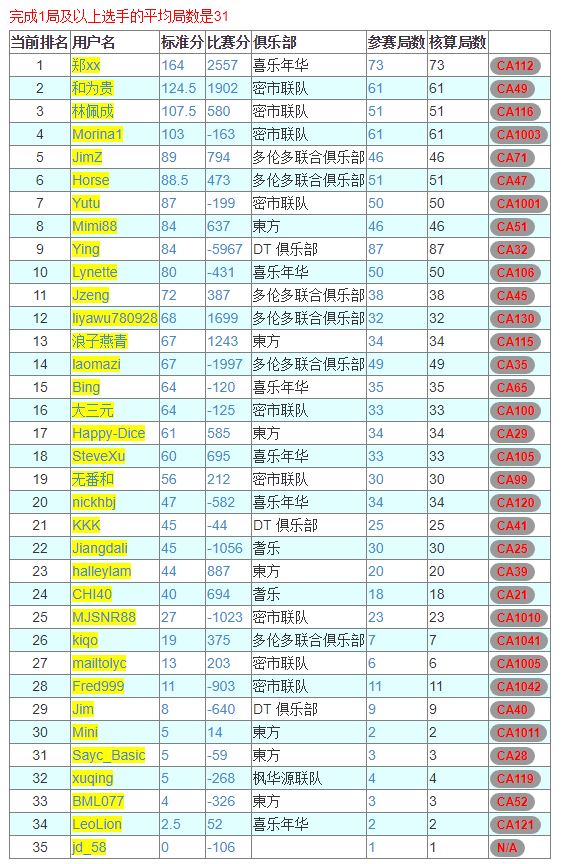 完成1局及以上选手的平均局数是31
当前排名 用户名 标准分 比赛分 俱乐部 参赛局数 核算局数
1 郑xx 164 2557 喜乐年华 73 73 CA112
2 和为贵 124.5 1902 密市联队 61 61 CA49
3 林佩成 107.5 580 密市联队 51 51 CA116
4 Morina1 103 -163 密市联队 61 61 CA1003
5 JimZ 89 794 多伦多联合俱乐部 46 46 CA71
6 Horse 88.5 473 多伦多联合俱乐部 51 51 CA47
7 Yutu 87 -199 密市联队 50 50 CA1001
8 Mimi88 84 637 東方 46 46 CA51
9 Ying 84 -5967 DT 俱乐部 87 87 CA32
10 Lynette 80 -431 喜乐年华 50 50 CA106
11 Jzeng 72 387 多伦多联合俱乐部 38 38 CA45
12 liyawu780928 68 1699 多伦多联合俱乐部 32 32 CA130
13 浪子燕青 67 1243 東方 34 34 CA115
14 laomazi 67 -1997 多伦多联合俱乐部 49 49 CA35
15 Bing 64 -120 喜乐年华 35 35 CA65
16 大三元 64 -125 密市联队 33 33 CA100
17 Happy-Dice 61 585 東方 34 34 CA29
18 SteveXu 60 695 喜乐年华 33 33 CA105
19 无番和 56 212 密市联队 30 30 CA99
20 nickhbj 47 -582 喜乐年华 34 34 CA120
21 KKK 45 -44 DT 俱乐部 25 25 CA41
22 Jiangdali 45 -1056 耆乐 30 30 CA25
23 halleylam 44 887 東方 20 20 CA39
24 CHI40 40 694 耆乐 18 18 CA21
25 MJSNR88 27 -1023 密市联队 23 23 CA1010
26 kiqo 19 375 多伦多联合俱乐部 7 7 CA1041
27 mailtolyc 13 203 密市联队 6 6 CA1005
28 Fred999 11 -903 密市联队 11 11 CA1042
29 Jim 8 -640 DT 俱乐部 9 9 CA40
30 Mini 5 14 東方 2 2 CA1011
31 Sayc_Basic 5 -59 東方 3 3 CA28
32 xuqing 5 -268 枫华源联队 4 4 CA119
33 BML077 4 -326 東方 3 3 CA52
34 LeoLion 2.5 52 喜乐年华 2 2 CA121
35 jd_58 0 -106 1 1 N/A